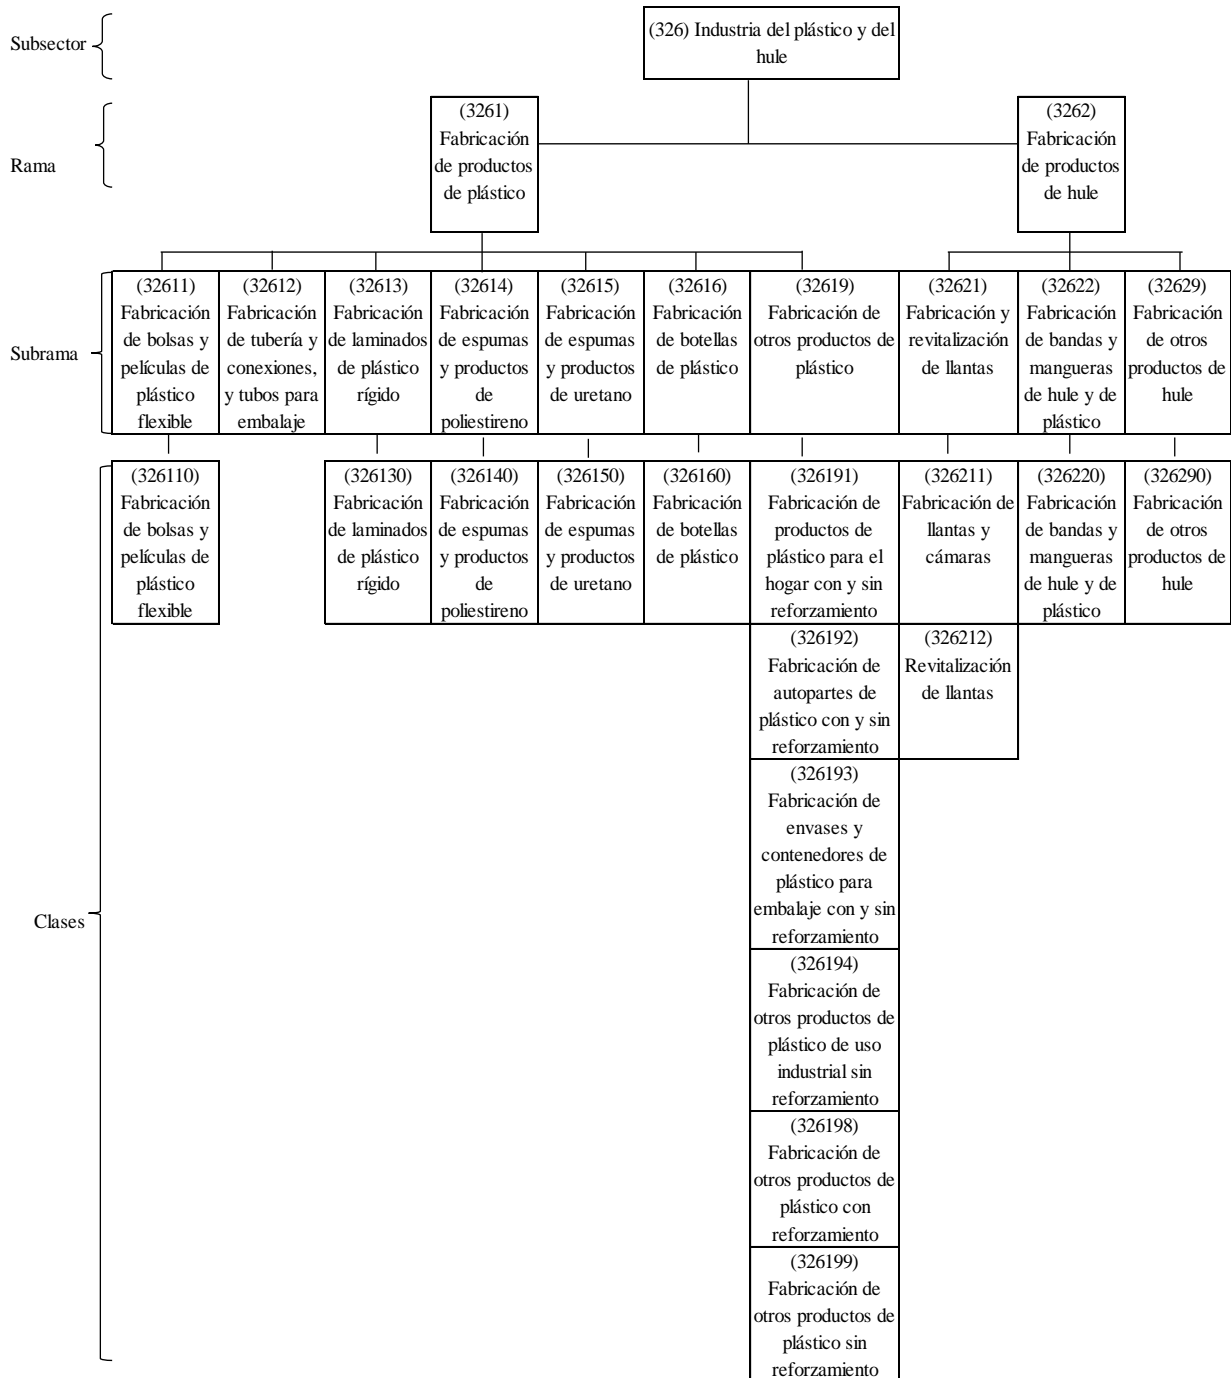 Subsector
(326) Industria del plástico y del
hule
Rama
(3261)
Fabricación
de productos
de plástico
(3262)
Fabricación
de productos
de hule
Subrama
(32611)
Fabricación
de bolsas y
películas de
plástico
flexible
(32612)
Fabricación
de tubería y
conexiones,
y tubos para
embalaje
(32613)
Fabricación
de laminados
de plástico
rígido
(32614)
Fabricación
de espumas
y productos
de
poliestireno
(32615)
Fabricación
de espumas
y productos
de uretano
(32616)
Fabricación
de botellas
de plástico
(32619)
Fabricación de
otros productos de
plástico
(32621)
Fabricación y
revitalización
de llantas
(32622)
Fabricación
de bandas y
mangueras
de hule y de
plástico
(32629)
Fabricación
de otros
productos de
hule
Clases
(326110)
Fabricación
de bolsas y
películas de
plástico
flexible
(326130)
Fabricación
de laminados
de plástico
rígido
(326140)
Fabricación
de espumas
y productos
de
poliestireno
(326150)
Fabricación
de espumas
y productos
de uretano
(326160)
Fabricación
de botellas
de plástico
(326191)
Fabricación de
productos de
plástico para el
hogar con y sin
reforzamiento
(326211)
Fabricación de
llantas y
cámaras
(326220)
Fabricación
de bandas y
mangueras
de hule y de
plástico
(326290)
Fabricación
de otros
productos de
hule
(326192)
Fabricación de
autopartes de
plástico con y sin
reforzamiento
(326212)
Revitalización
de llantas
(326193)
Fabricación de
envases y
contenedores de
plástico para
embalaje con y sin
reforzamiento
(326194)
Fabricación de
otros productos de
plástico de uso
industrial sin
reforzamiento
(326198)
Fabricación de
otros productos de
plástico con
reforzamiento
(326199)
Fabricación de
otros productos de
plástico sin
reforzamiento